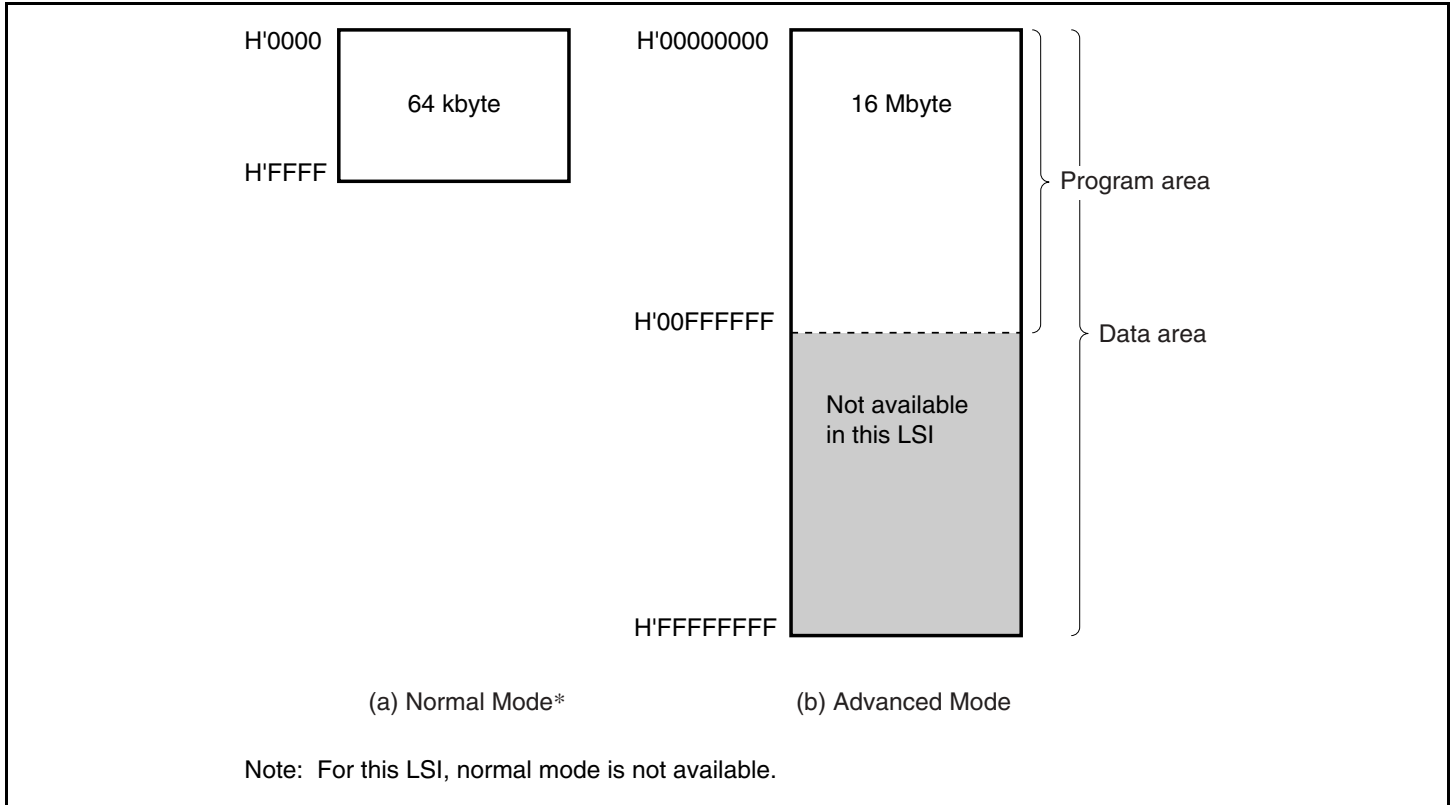 H'0000
64 kbyte
H'FFFF
(a) Normal Mode*
H'00000000
16 Mbyte
Program area
H'00FFFFFF
Data area
Not available
in this LSI
H'FFFFFFFF
(b) Advanced Mode
Note: For this LSI, normal mode is not available.